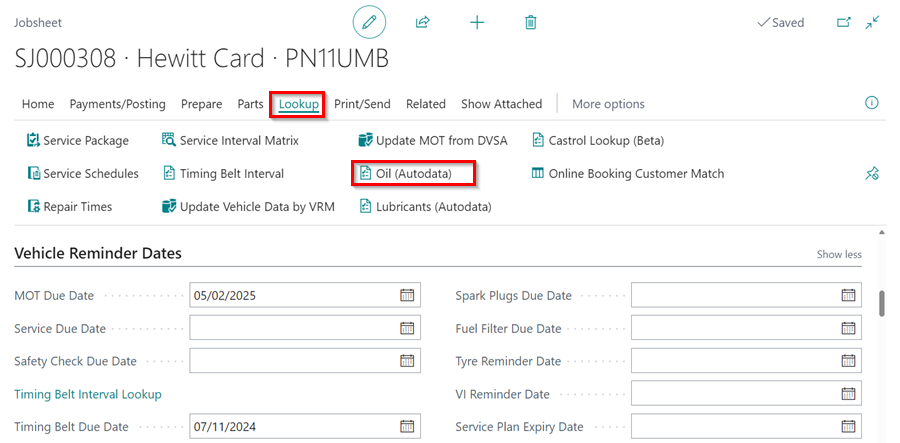 Jobsheet
Saved
SJ000308 · Hewitt Card · PN11UMB
Home Payments/Posting Prepare Parts Lookup Print/Send Related Show Attached More options
Service Package Service Interval Matrix Update MOT from DVSA Castrol Lookup (Beta)
Service Schedules Timing Belt Interval Oil (Autodata) Online Booking Customer Match
Repair Times Update Vehicle Data by VRM Lubricants (Autodata)
Vehicle Reminder Dates Show less
MOT Due Date 05/02/2025 Spark Plugs Due Date
Service Due Date Fuel Filter Due Date
Safety Check Due Date Tyre Reminder Date
Timing Belt Interval Lookup VI Reminder Date
Timing Belt Due Date 07/11/2024 Service Plan Expiry Date